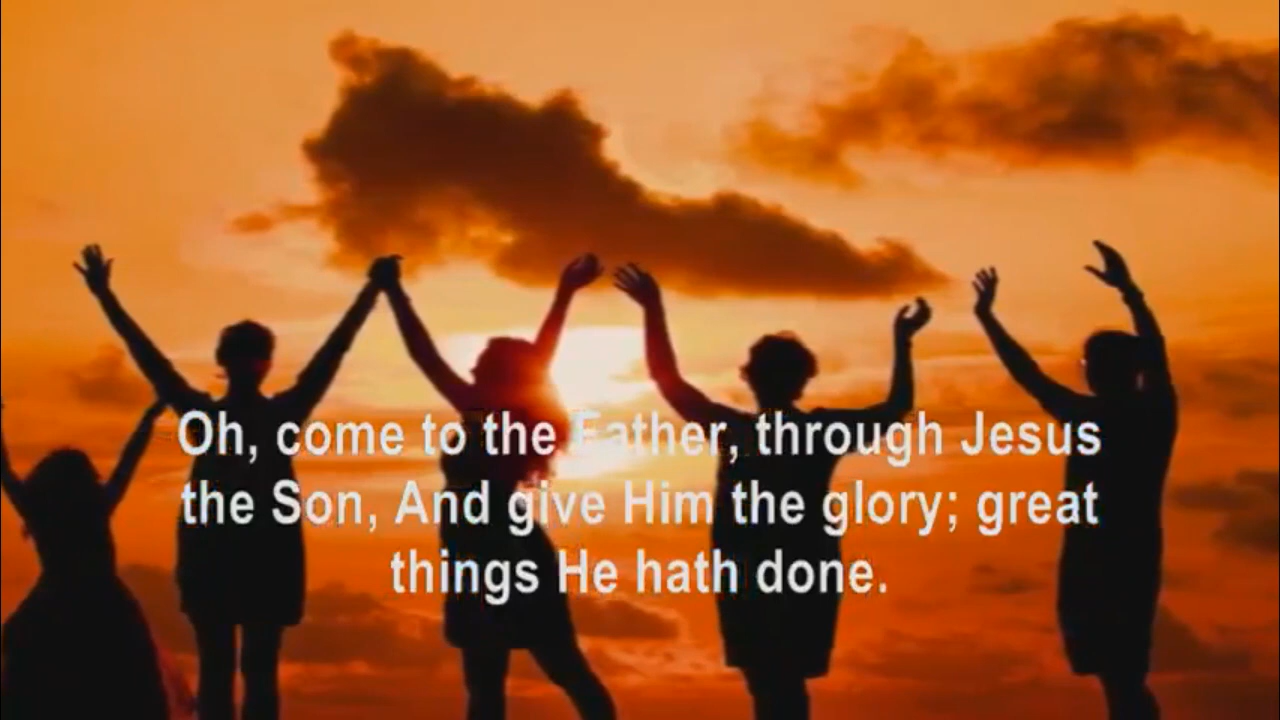 Oh, come to the Father, through Jesus
the Son, And give Him the glory; great
things He hath done.